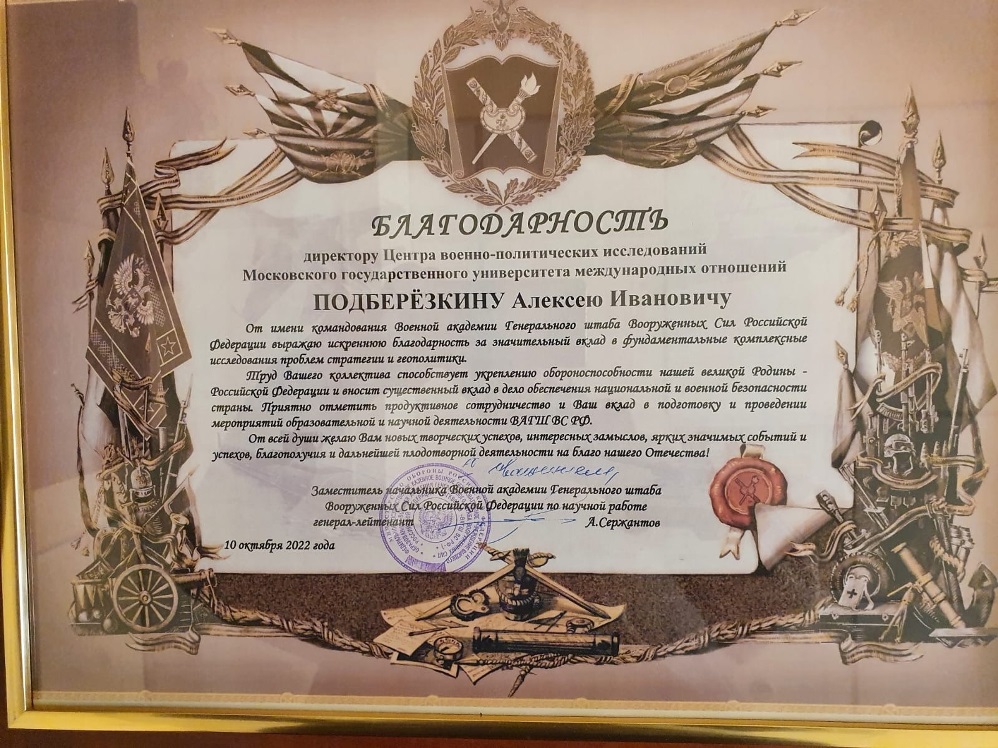 БЛАГОДАРНОСТЬ
директору Центра военно-политических исследований
Московского государственного университета международных отношений
ПОДБЕРЁЗКИНУ Алексею Ивановичу
От имени командования Военной академии Генерального штаба Вооруженных Сил Российской
Федерации выражаю искреннюю благодарность за значительный вклад в фундаментальные комплексные
исследования проблем стратегии и геополитики.
Труд Вашего коллектива способствует укреплению обороноспособности нашей великой Родины -
Российской Федерации и вносит существенный вклад в дело обеспечения национальной и военной безопасности
страны. Приятно отметить продуктивное сотрудничество и Ваш вклад в подготовку и проведении
мероприятий образовательной и научной деятельности ВАГШ ВС РФ.
От всей души желаю Вам новых творческих успехов, интересных замыслов, ярких значимых событий и
успехов, благополучия и дальнейшей плодотворной деятельности на благо нашего Отечества!
Заместитель начальника Военной академии Генерального штаба
Вооруженных Сил Российской Федерации по научной работе
генерал-лейтенант А.Сержантов
10 октября 2022 года